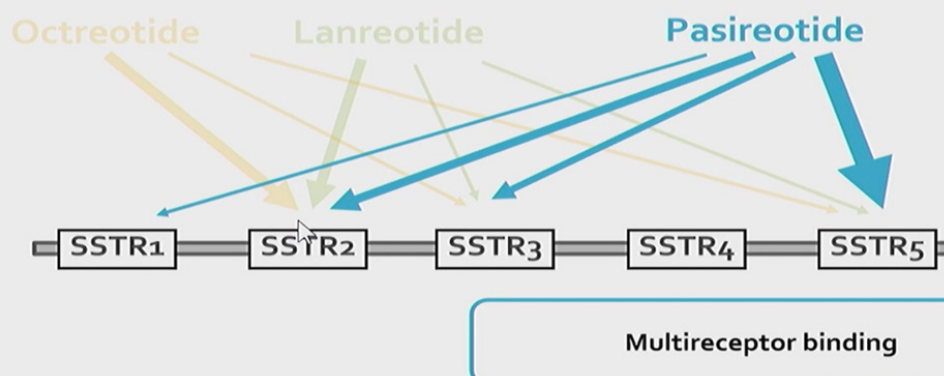 Octreotide Lanreotide Pasireotide
SSTR1 SSTR2 SSTR3 SSTR4 SSTR5
Multireceptor binding